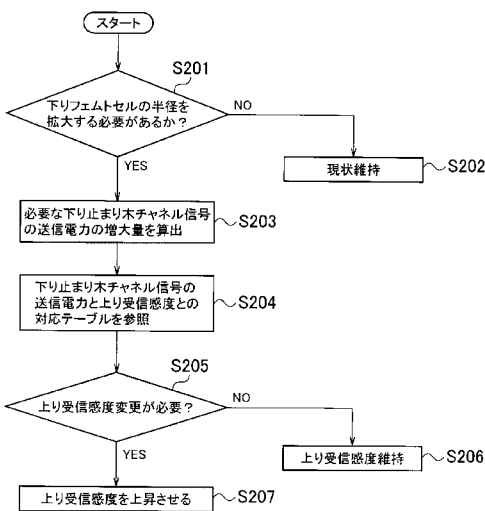 スタート
S201
下りフェムトセルの半径を
拡大する必要があるか？
NO
YES
現状維持
S202
必要な下り止まり木チャネル信号
の送信電力の増大量を算出
S203
下り止まり木チャネル信号の
送信電力と上り受信感度との
対応テーブルを参照
S204
S205
上り受信感度変更が必要？
NO
YES
上り受信感度維持
S206
上り受信感度を上昇させる
S207